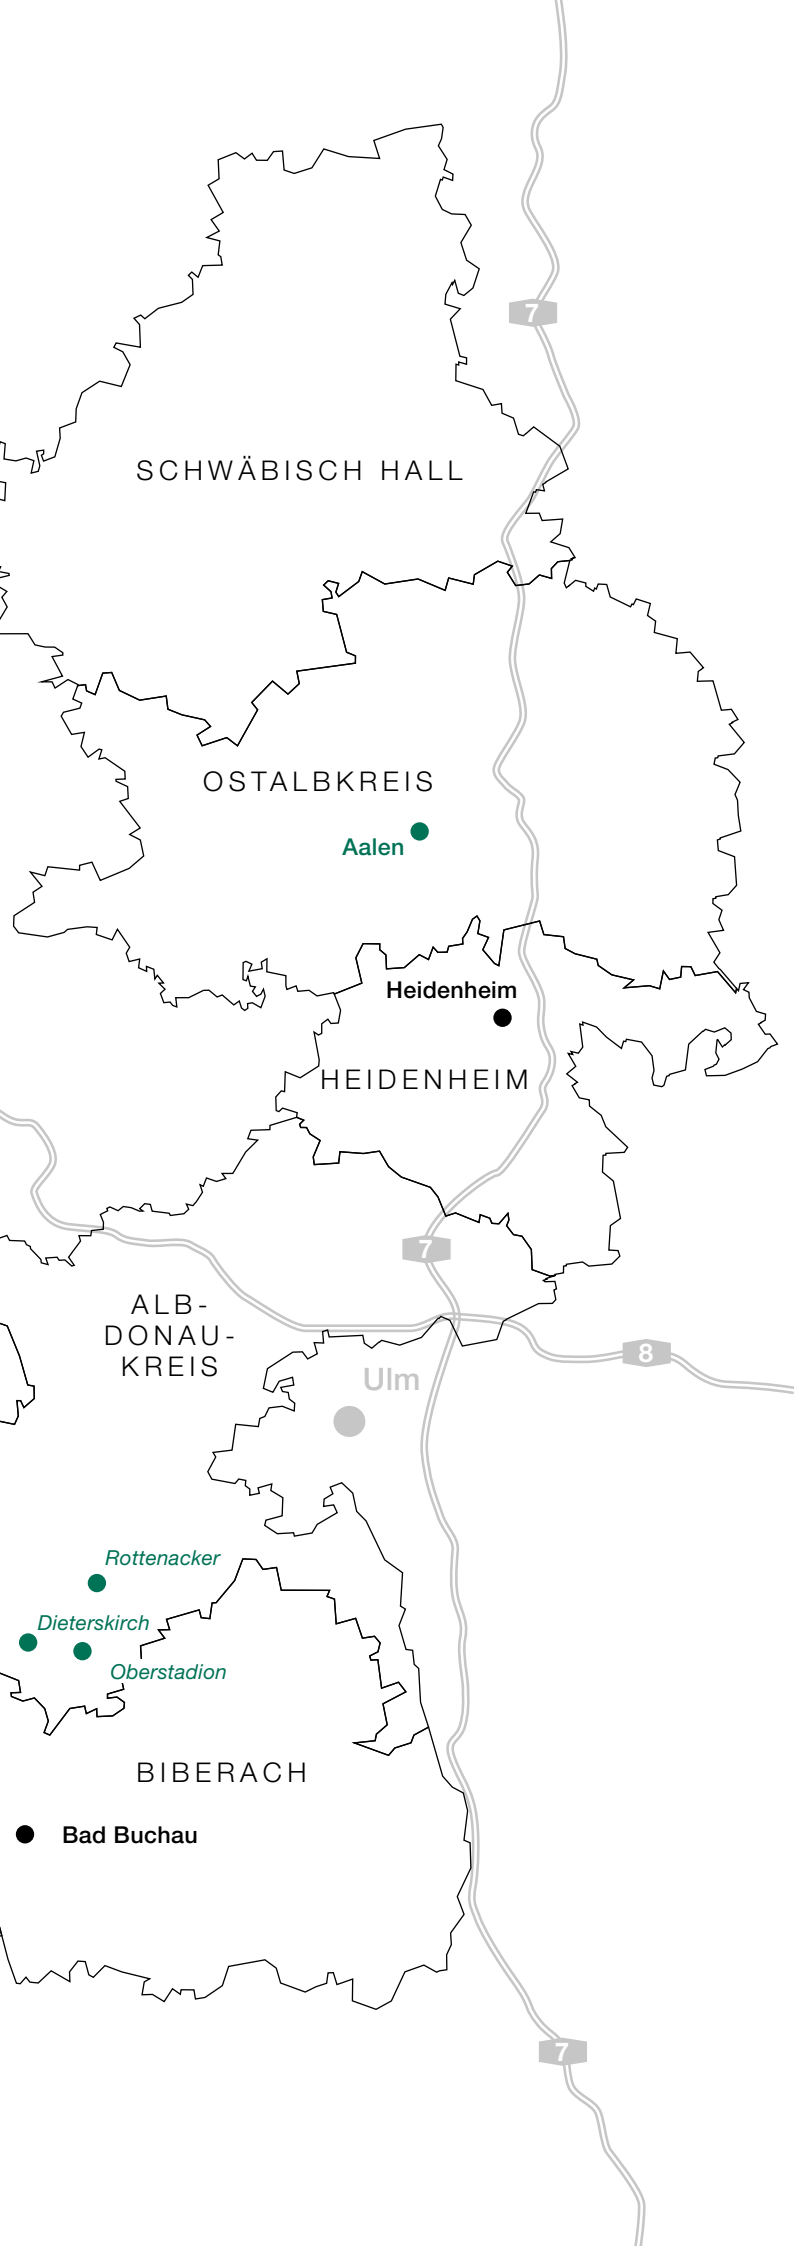 7
SCHWÄBISCH HALL
OSTALBKREIS
Aalen
Heidenheim
HEIDENHEIM
7
ALB-
DONAU-
KREIS
8
Ulm
Rottenacker
Dieterskirch
Oberstadion
BIBERACH
Bad Buchau
7